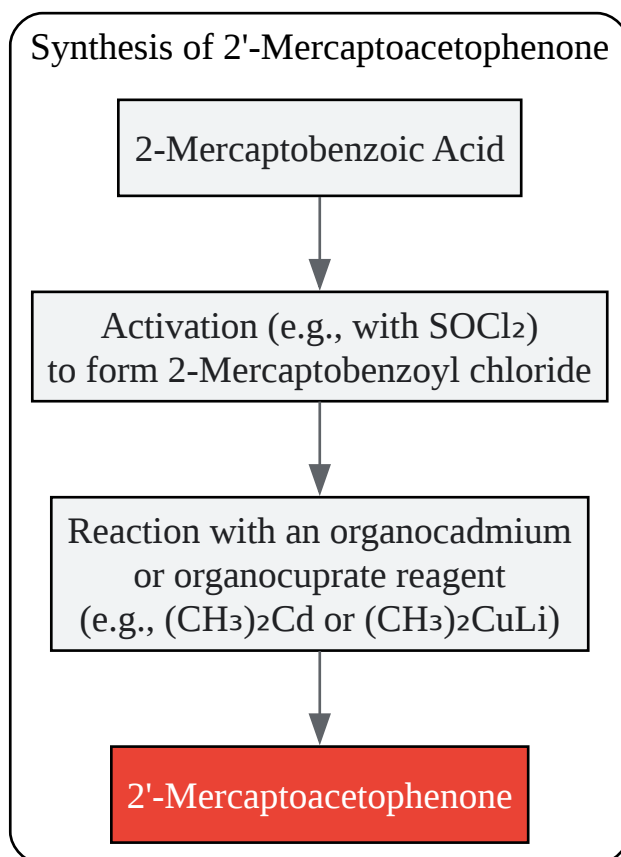 Synthesis of 2'-Mercaptoacetophenone
2-Mercaptobenzoic Acid
Activation (e.g., with SOCl₂)
to form 2-Mercaptobenzoyl chloride
Reaction with an organocadmium
or organocuprate reagent
(e.g., (CH₃)₂Cd or (CH₃)₂CuLi)
2'-Mercaptoacetophenone